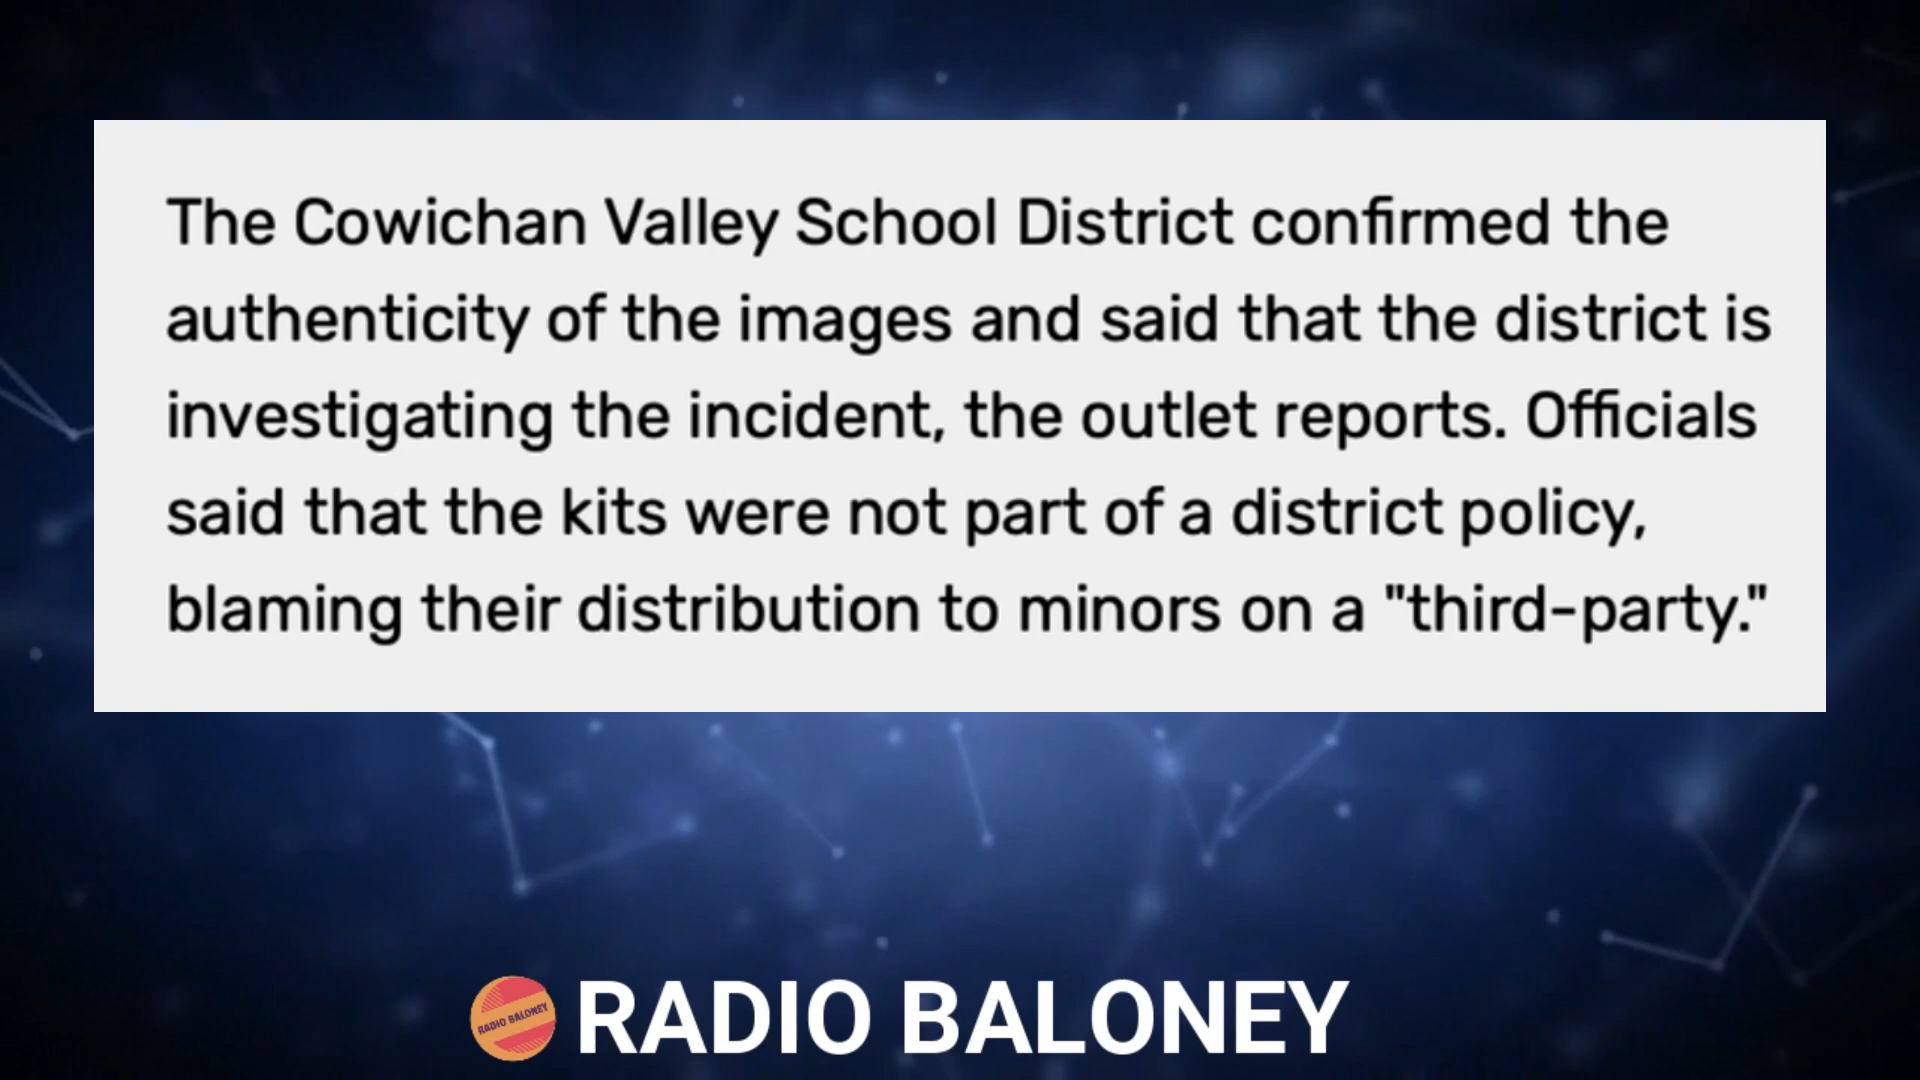 The Cowichan Valley School District confirmed the
authenticity of the images and said that the district is
investigating the incident, the outlet reports. Officials
said that the kits were not part of a district policy,
blaming their distribution to minors on a "third-party."
RADIO BALONEY
RADIO BALONEY